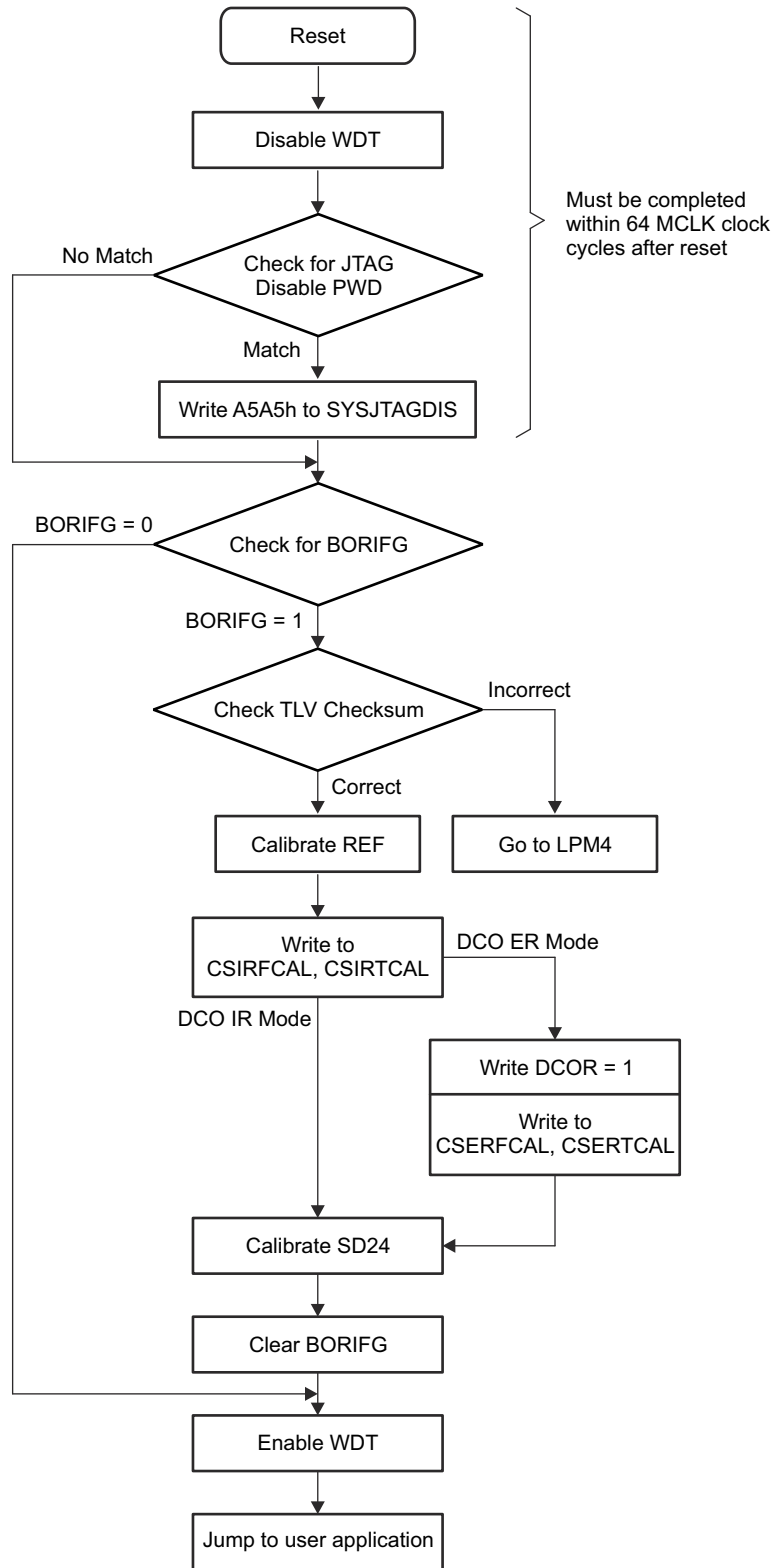 Reset
Disable WDT
Must be completed
within 64 MCLK clock
cycles after reset
No Match
Check for JTAG
Disable PWD
Match
Write A5A5h to SYSJTAGDIS
BORIFG = 0
Check for BORIFG
BORIFG = 1
Incorrect
Check TLV Checksum
Correct
Calibrate REF
Go to LPM4
Write to
CSIRFCAL, CSIRTCAL
DCO ER Mode
DCO IR Mode
Write DCOR = 1
Write to
CSERFCAL, CSERTCAL
Calibrate SD24
Clear BORIFG
Enable WDT
Jump to user application